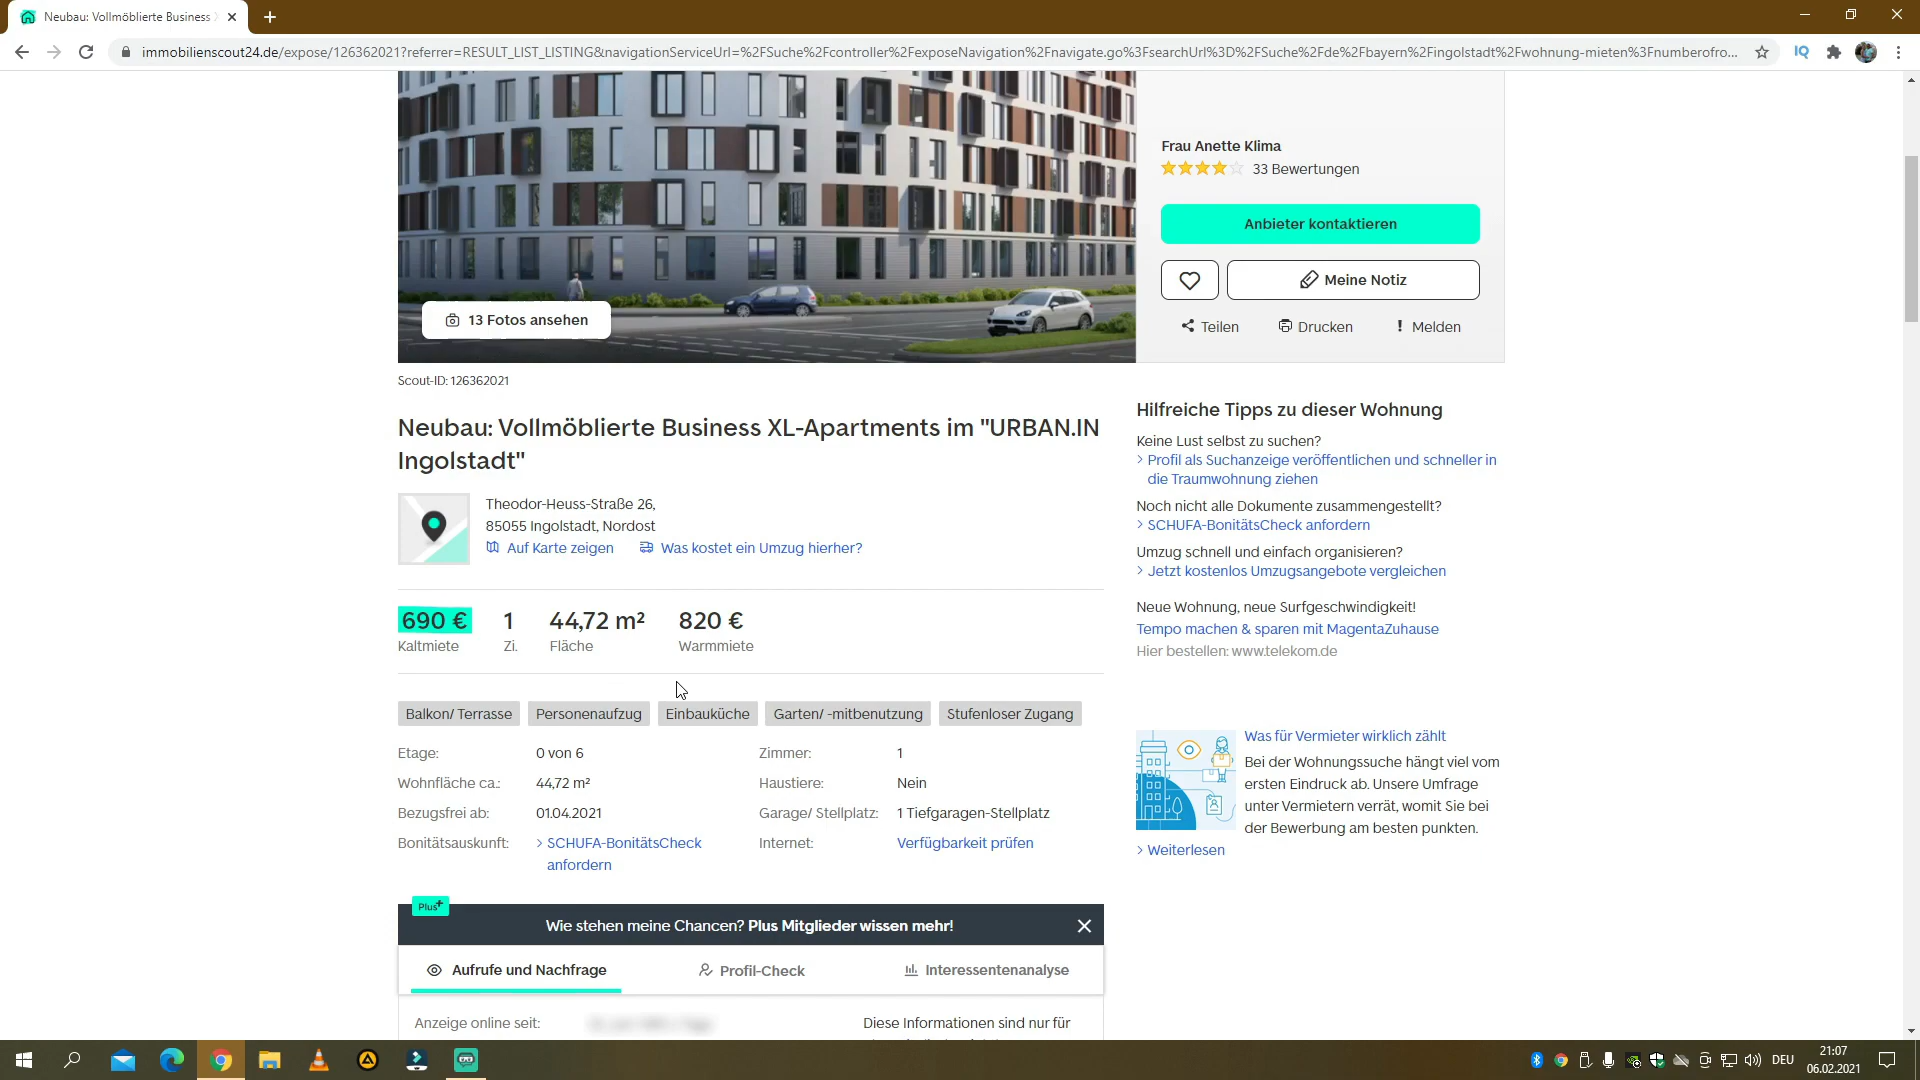 Neubau: Vollmöblierte Business
immobilienscout24.de/expose/126362021?referrer=RESULT_LIST_LISTING&navigationServiceUrl=%2FSuche%2Fcontroller%2FexposeNavigation%2Fnavigate.go%3FsearchUrl%3D%2FSuche%2Fde%2Fbayern%2Fingolstadt%2Fwohnung-mieten%3Fnumberofro...
IQ
Frau Anette Klima
33 Bewertungen
Anbieter kontaktieren
Meine Notiz
13 Fotos ansehen
Teilen
Drucken
Melden
Scout-ID: 126362021
Neubau: Vollmöblierte Business XL-Apartments im "URBAN.IN
Ingolstadt"
Theodor-Heuss-Straße 26,
85055 Ingolstadt, Nordost
Auf Karte zeigen
Was kostet ein Umzug hierher?
690 € 1 44,72 m² 820 €
Kaltmiete Zi. Fläche Warmmiete
Balkon/ Terrasse Personenaufzug Einbauküche Garten/ -mitbenutzung Stufenloser Zugang
Etage: 0 von 6 Zimmer: 1
Wohnfläche ca.: 44,72 m² Haustiere: Nein
Bezugsfrei ab: 01.04.2021 Garage/ Stellplatz: 1 Tiefgaragen-Stellplatz
Bonitätsauskunft: > SCHUFA-BonitätsCheck Internet: Verfügbarkeit prüfen
anfordern
Plus+
Wie stehen meine Chancen? Plus Mitglieder wissen mehr!
Aufrufe und Nachfrage Profil-Check Interessentenanalyse
Anzeige online seit: Diese Informationen sind nur für
Hilfreiche Tipps zu dieser Wohnung
Keine Lust selbst zu suchen?
> Profil als Suchanzeige veröffentlichen und schneller in
die Traumwohnung ziehen
Noch nicht alle Dokumente zusammengestellt?
> SCHUFA-BonitätsCheck anfordern
Umzug schnell und einfach organisieren?
> Jetzt kostenlos Umzugsangebote vergleichen
Neue Wohnung, neue Surfgeschwindigkeit!
Tempo machen & sparen mit MagentaZuhause
Hier bestellen: www.telekom.de
Was für Vermieter wirklich zählt
Bei der Wohnungssuche hängt viel vom
ersten Eindruck ab. Unsere Umfrage
unter Vermietern verrät, womit Sie bei
der Bewerbung am besten punkten.
> Weiterlesen
DEU
21:07
06.02.2021